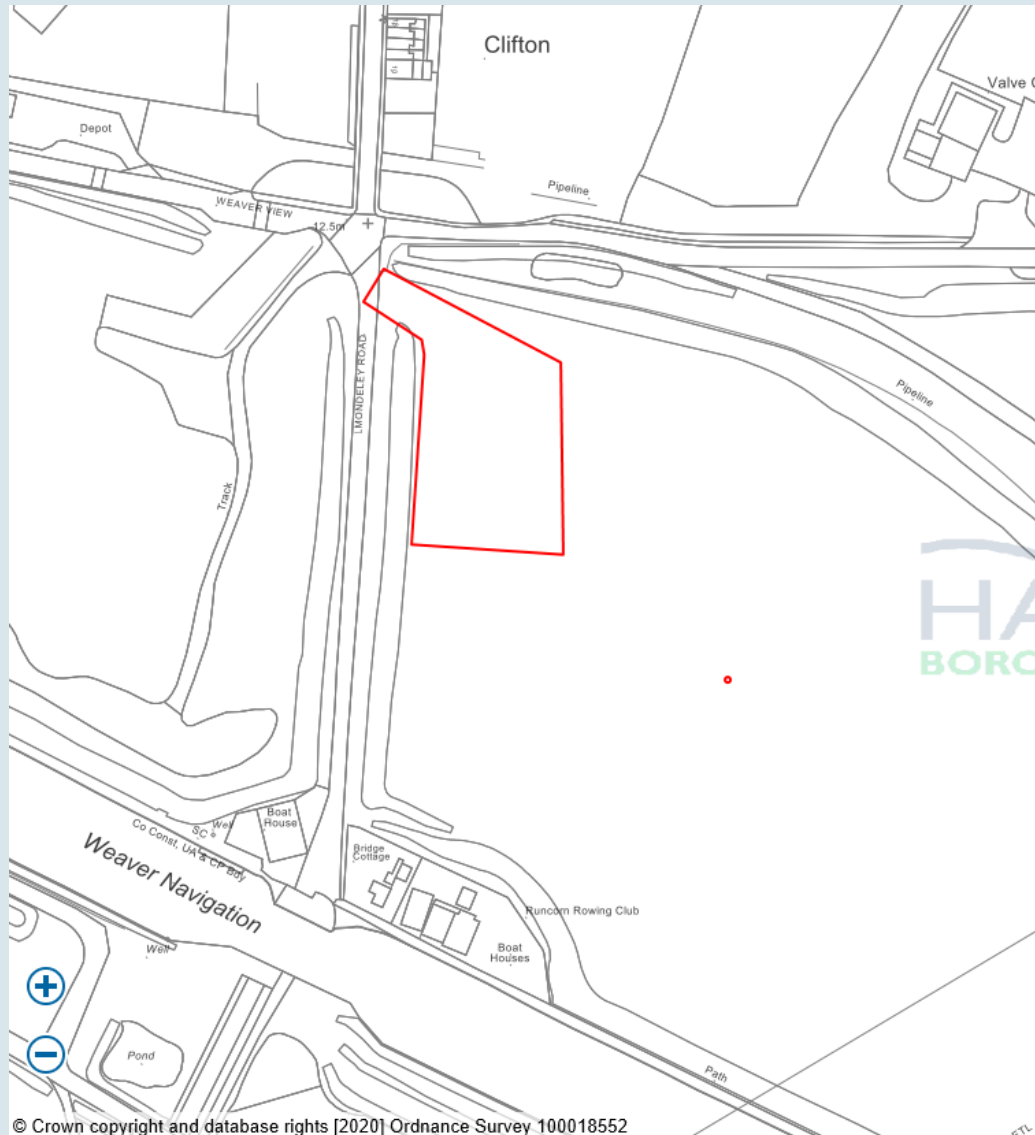 Clifton
Valve
Depot
Pipeline
WEAVER VIEW
12.5m
LMONDELEY ROAD
Pipeline
Track
HA
BORO
Boat
House
Well
SC
Co Const, UA & CP Bdy
Bridge
Cottage
Weaver Navigation
Runcorn Rowing Club
Well
Boat
Houses
Pond
Path
© Crown copyright and database rights [2020] Ordnance Survey 100018552